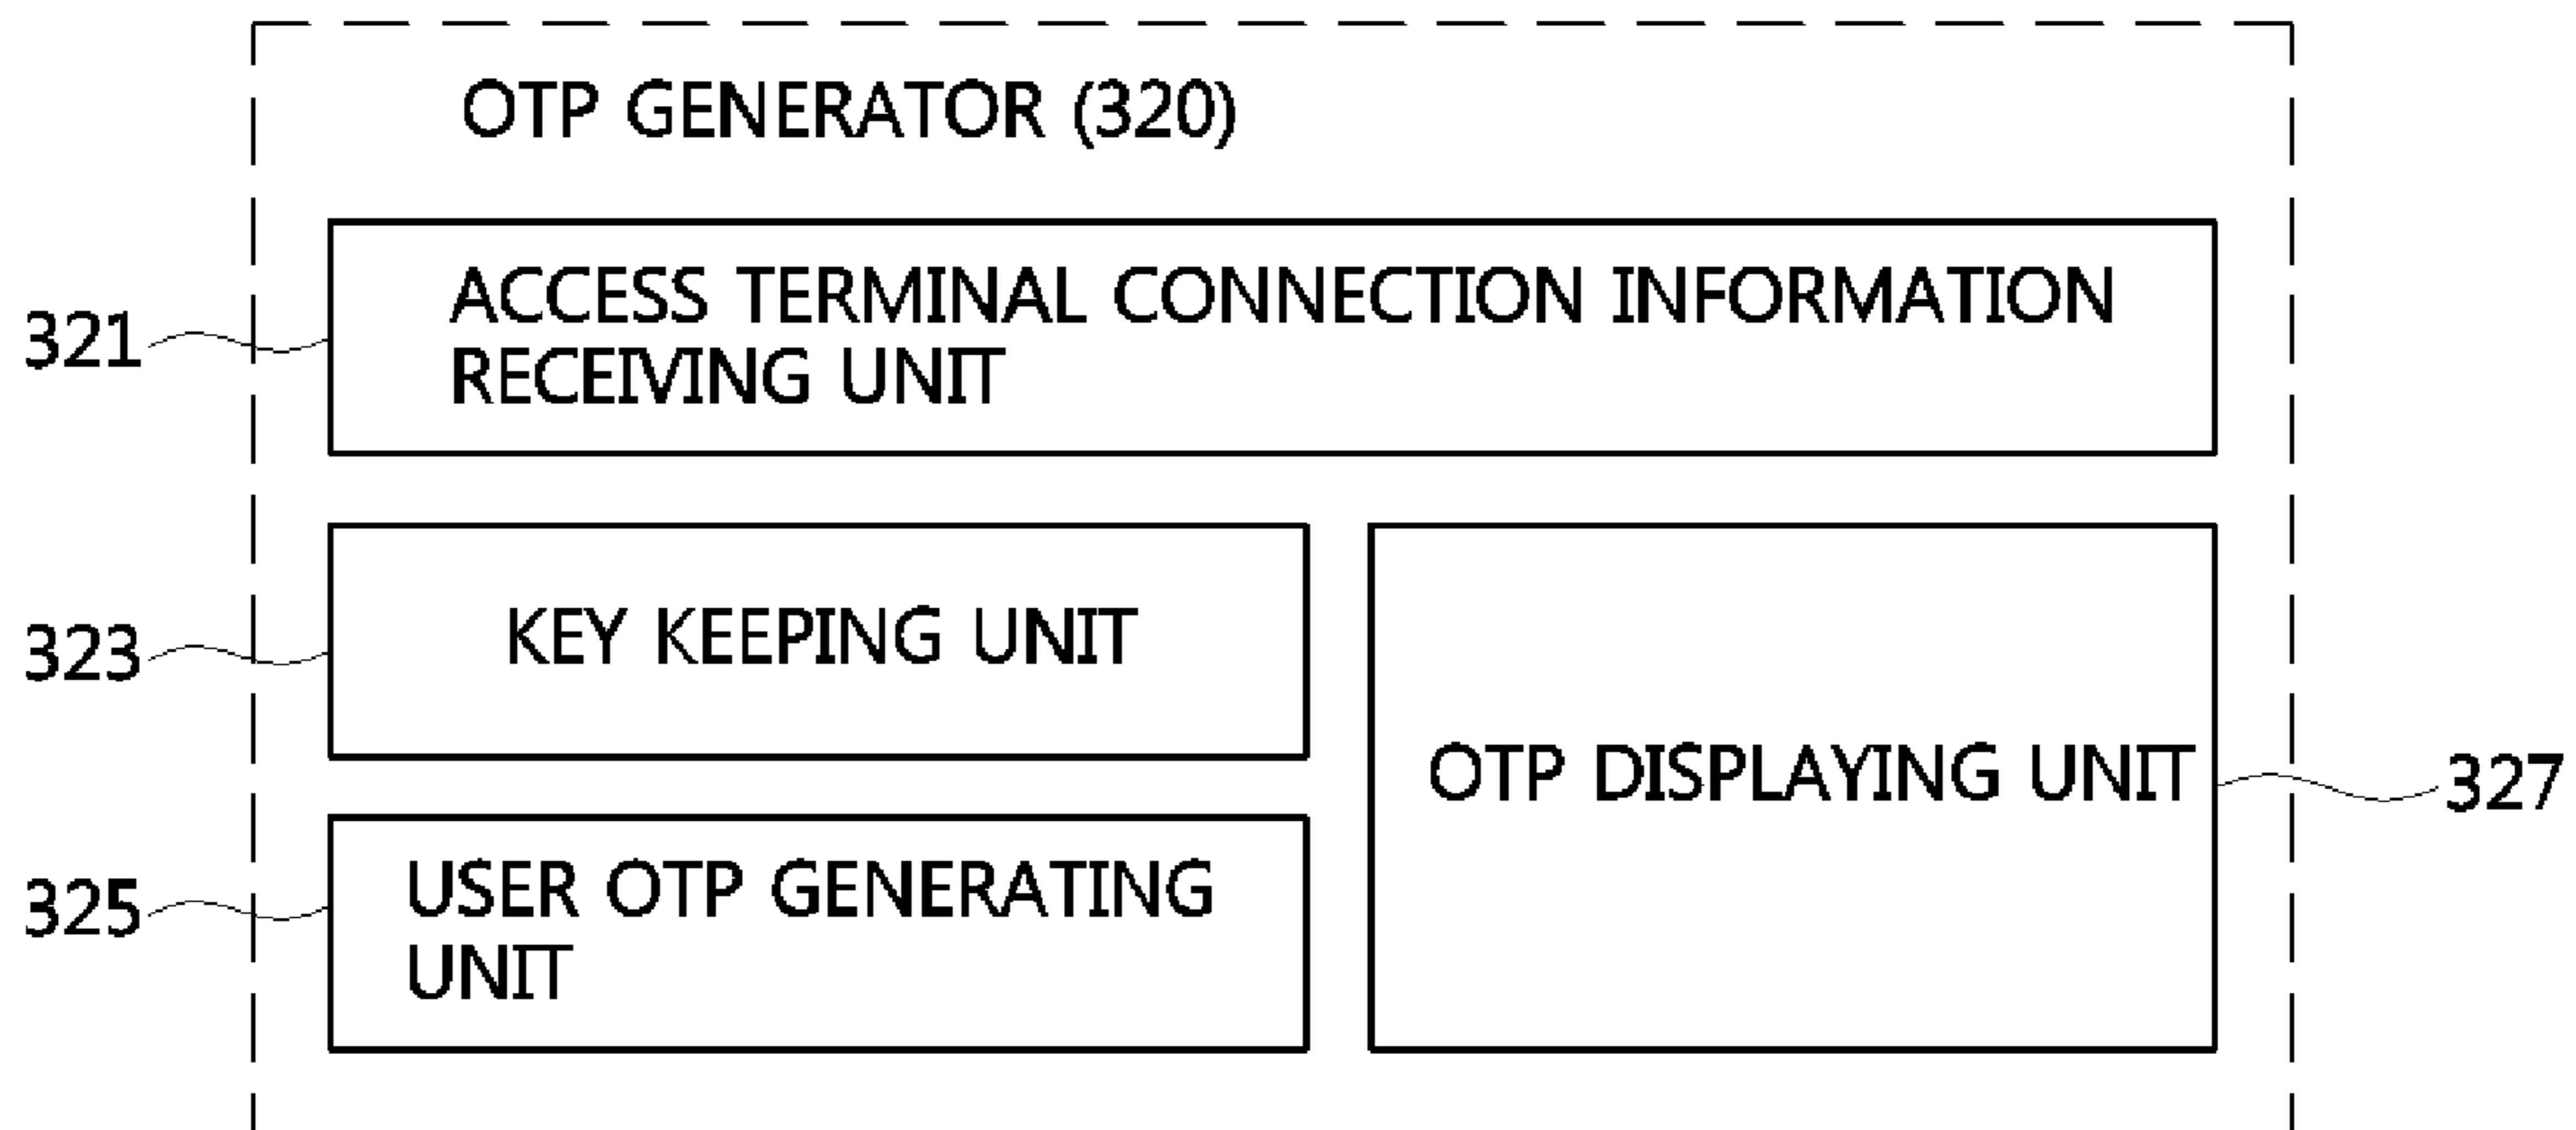 OTP GENERATOR (320)
321
ACCESS TERMINAL CONNECTION INFORMATION
RECEIVING UNIT
323
KEY KEEPING UNIT
OTP DISPLAYING UNIT
327
325
USER OTP GENERATING
UNIT